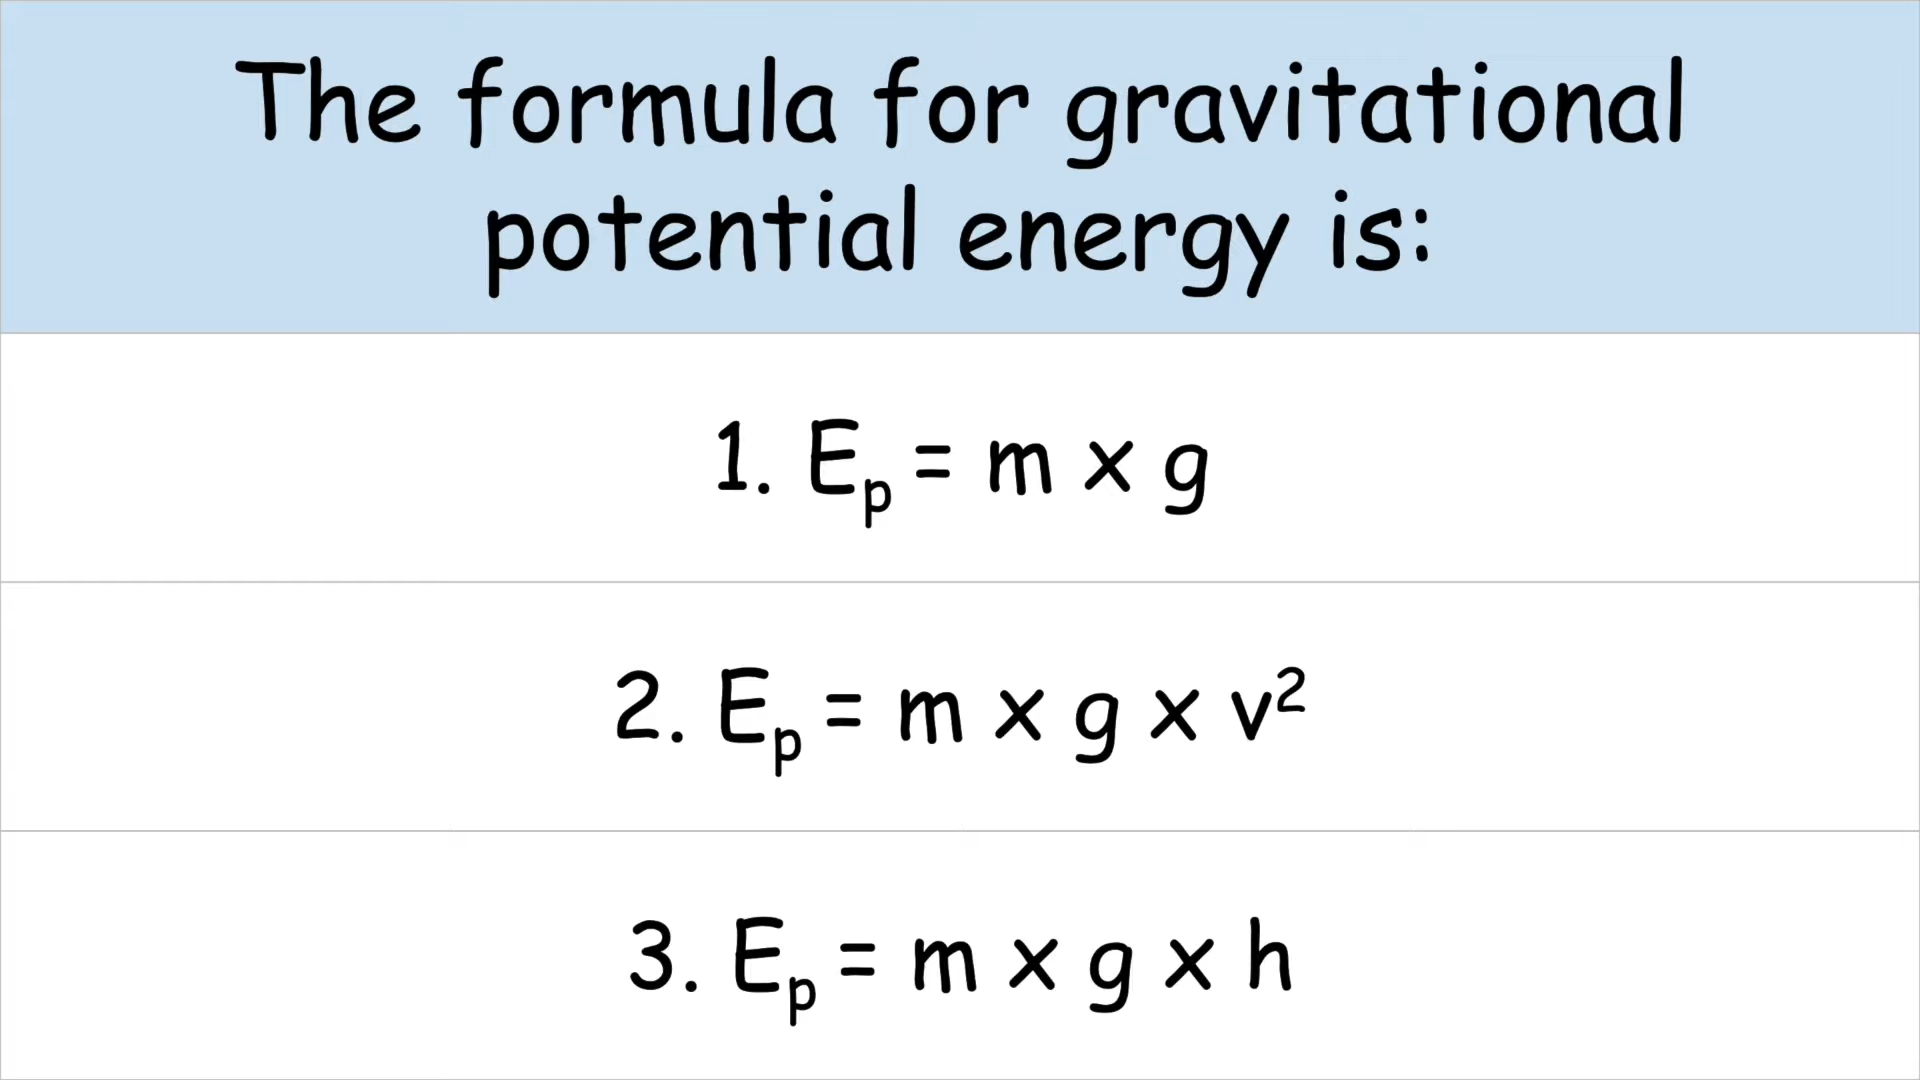 The formula for gravitational
potential energy is:
1. Eₚ = m x g
2. Eₚ = m x g x v²
3. Eₚ = m x g x h